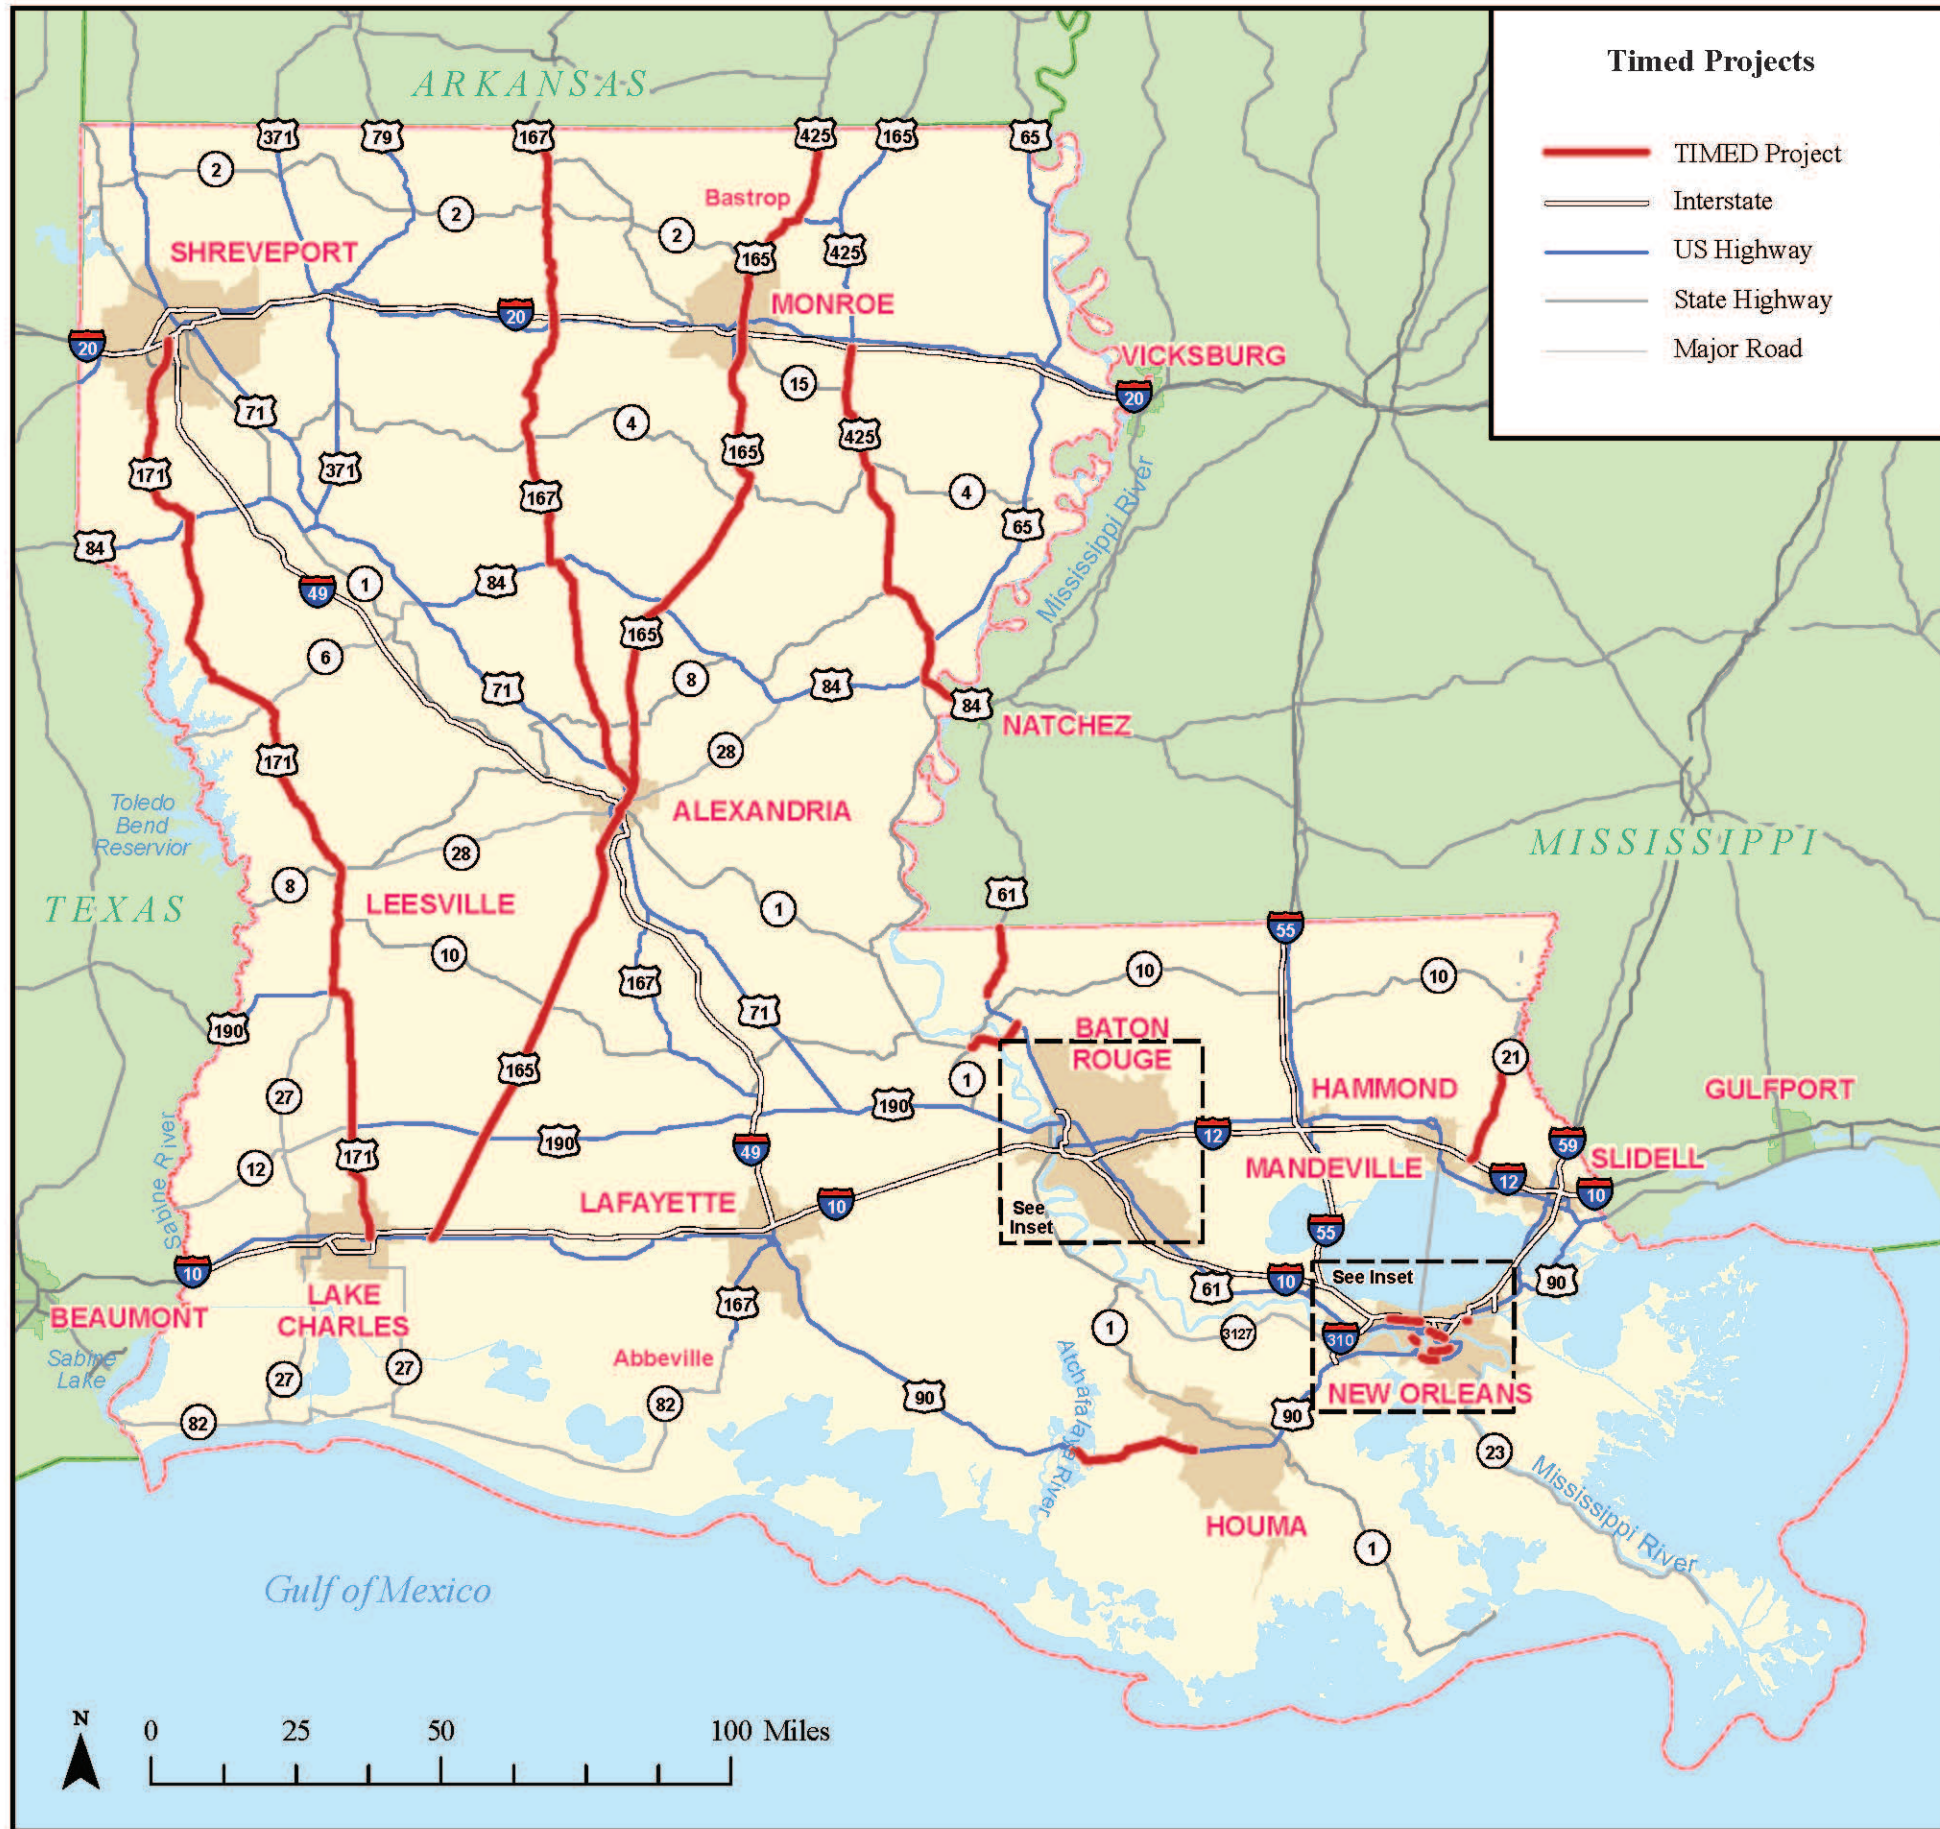 Timed Projects
TIMED Project
Interstate
US Highway
State Highway
Major Road
ARKANSAS
371
79
167
425
165
65
2
Bastrop
2
2
165
425
SHREVEPORT
MONROE
20
20
VICKSBURG
15
20
71
4
425
165
371
171
167
4
65
84
Mississippi River
49
1
84
165
6
8
71
84
84
NATCHEZ
28
171
Toledo
Bend
Reservior
ALEXANDRIA
MISSISSIPPI
28
8
61
TEXAS
LEESVILLE
1
55
10
10
10
167
71
190
BATON
ROUGE
21
165
1
27
HAMMOND
GULFPORT
190
190
12
59
49
171
12
Sabine River
MANDEVILLE
SLIDELL
12
10
LAFAYETTE
10
See
Inset
55
10
10
61
See Inset
90
LAKE
CHARLES
BEAUMONT
167
1
3127
310
Sabine
Lake
27
27
Abbeville
Atchafalaya River
NEW ORLEANS
82
82
90
90
23
Mississippi River
HOUMA
1
Gulf of Mexico
N
0 25 50 100 Miles